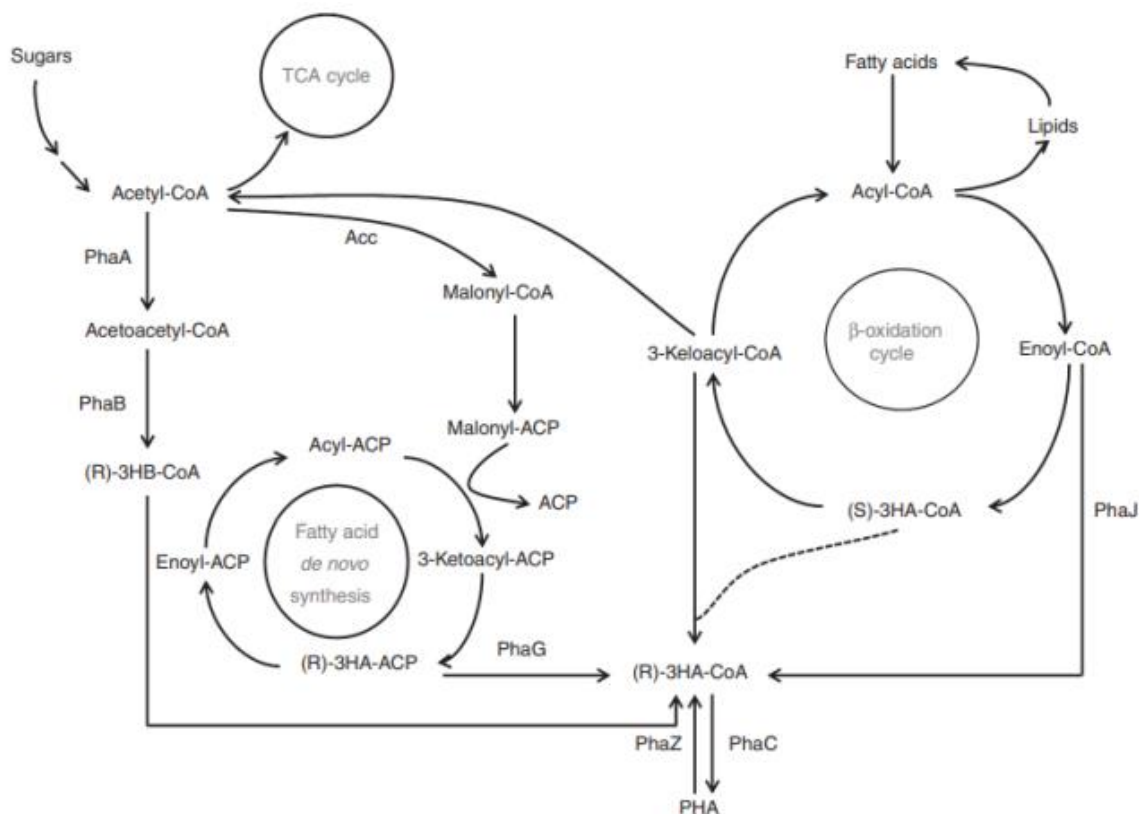 Sugars
TCA cycle
Fatty acids
Lipids
Acetyl-CoA
Acyl-CoA
Acc
PhaA
Malonyl-CoA
Acetoacetyl-CoA
3-Keloacyl-CoA
β-oxidation
cycle
Enoyl-CoA
PhaB
Malonyl-ACP
Acyl-ACP
(R)-3HB-CoA
ACP
(S)-3HA-CoA
PhaJ
Fatty acid
de novo
synthesis
Enoyl-ACP
3-Ketoacyl-ACP
(R)-3HA-ACP
PhaG
(R)-3HA-CoA
PhaZ
PhaC
PHA